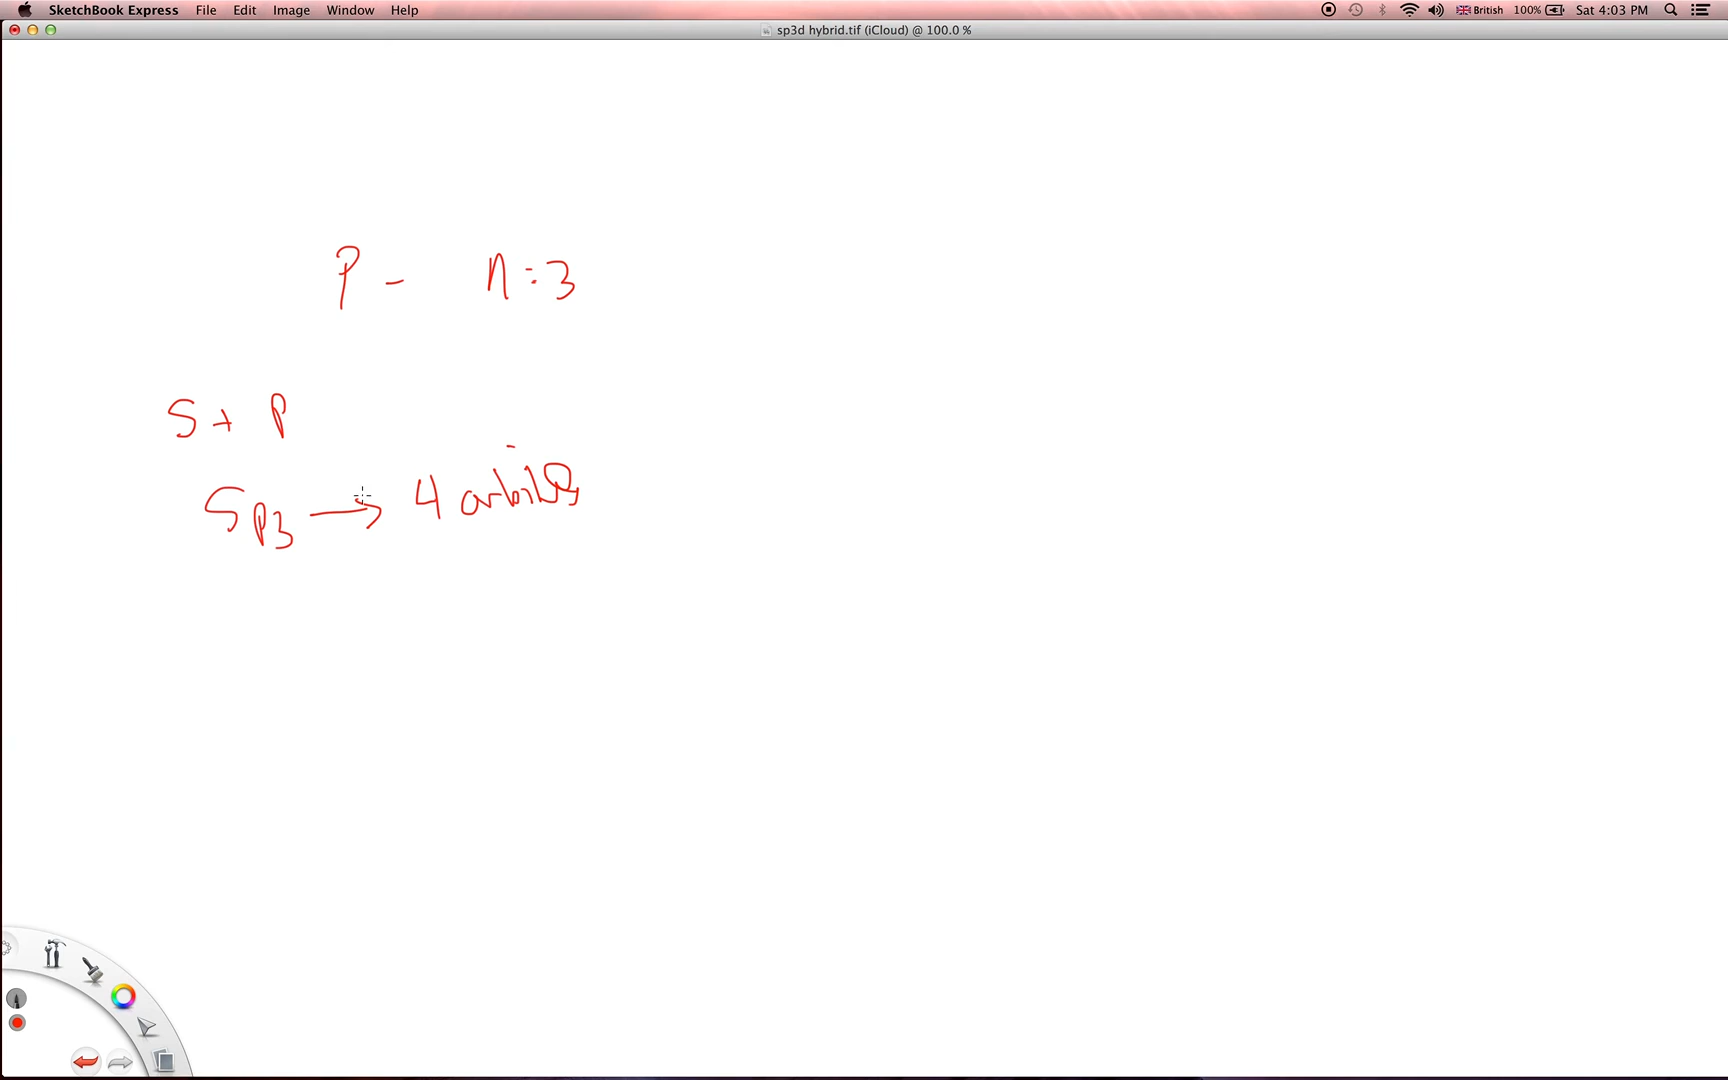 SketchBook Express File Edit Image Window Help British 100% Sat 4:03 PM
sp3d hybrid.tif (iCloud) @ 100.0 %
P - n:3
S + P
SP3 → 4 orbitals